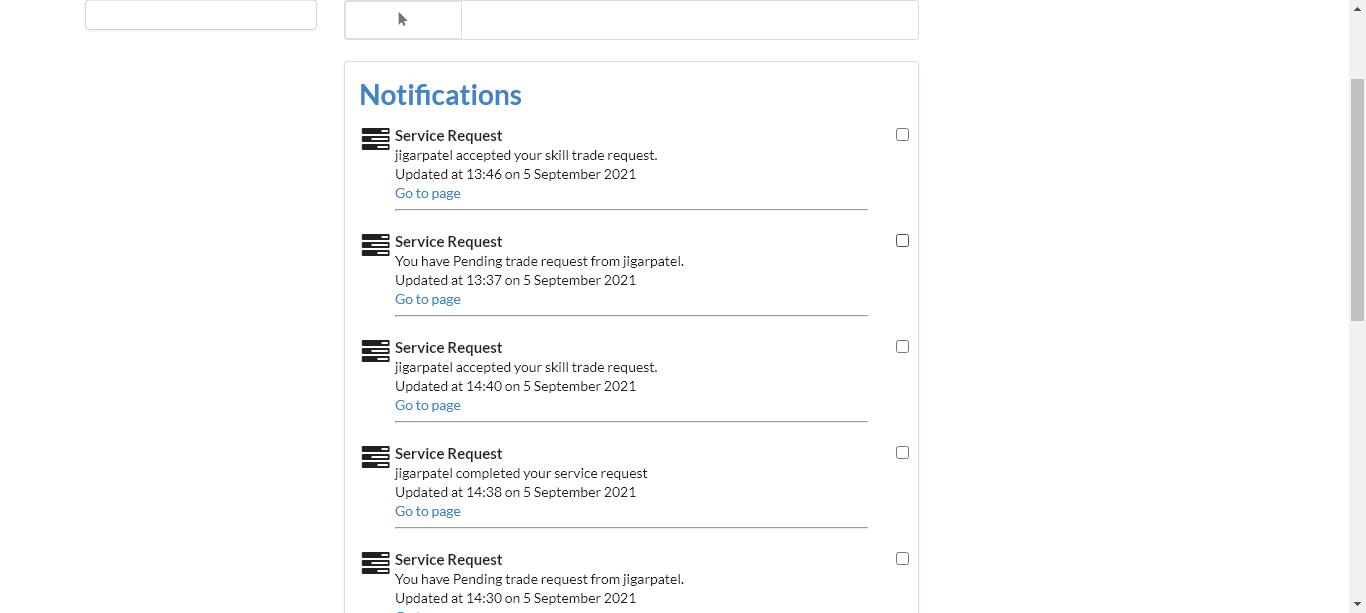 Notifications
Service Request
jigarpatel accepted your skill trade request.
Updated at 13:46 on 5 September 2021
Go to page
Service Request
You have Pending trade request from jigarpatel.
Updated at 13:37 on 5 September 2021
Go to page
Service Request
jigarpatel accepted your skill trade request.
Updated at 14:40 on 5 September 2021
Go to page
Service Request
jigarpatel completed your service request
Updated at 14:38 on 5 September 2021
Go to page
Service Request
You have Pending trade request from jigarpatel.
Updated at 14:30 on 5 September 2021